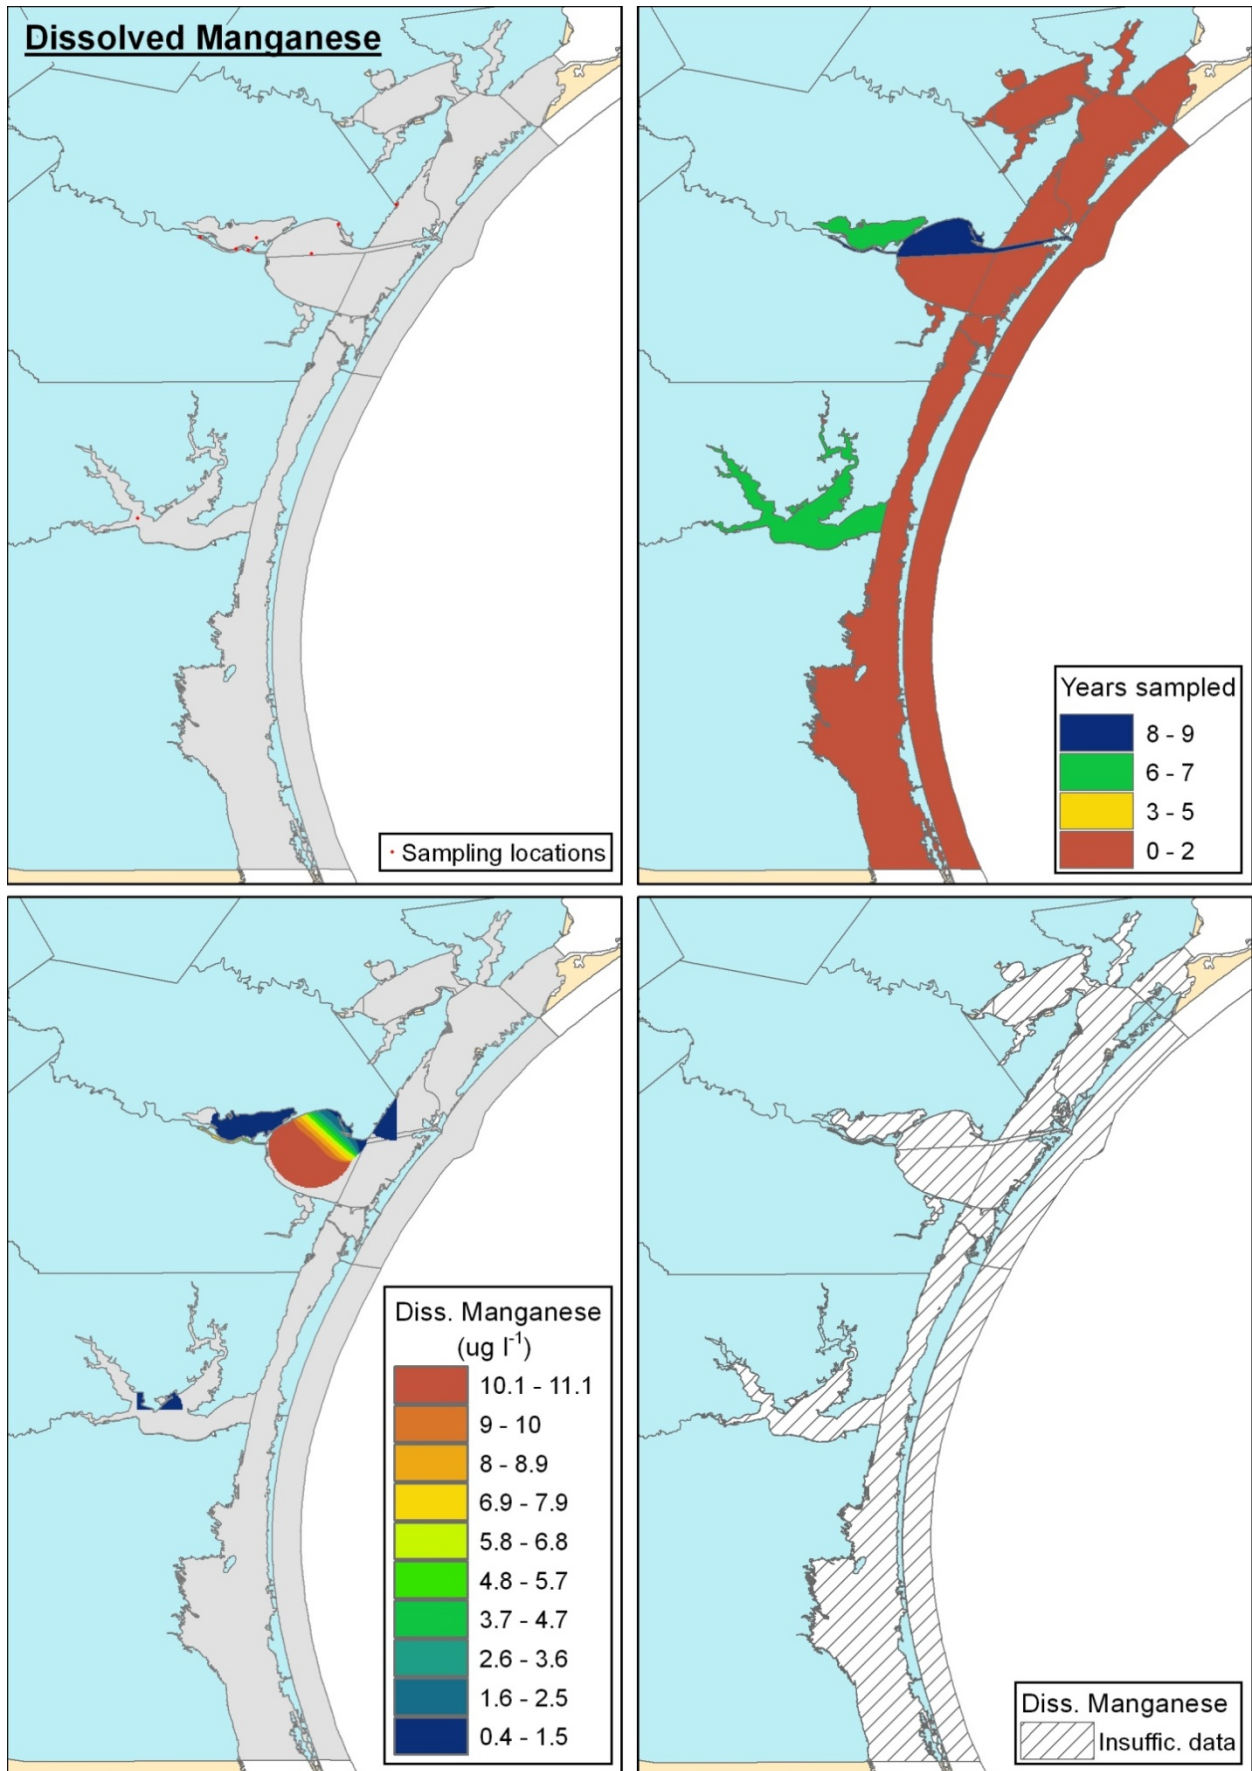 Dissolved Manganese
Sampling locations
Years sampled
8 - 9
6 - 7
3 - 5
0 - 2
Diss. Manganese
(ug l⁻¹)
10.1 - 11.1
9 - 10
8 - 8.9
6.9 - 7.9
5.8 - 6.8
4.8 - 5.7
3.7 - 4.7
2.6 - 3.6
1.6 - 2.5
0.4 - 1.5
Diss. Manganese
Insuffic. data